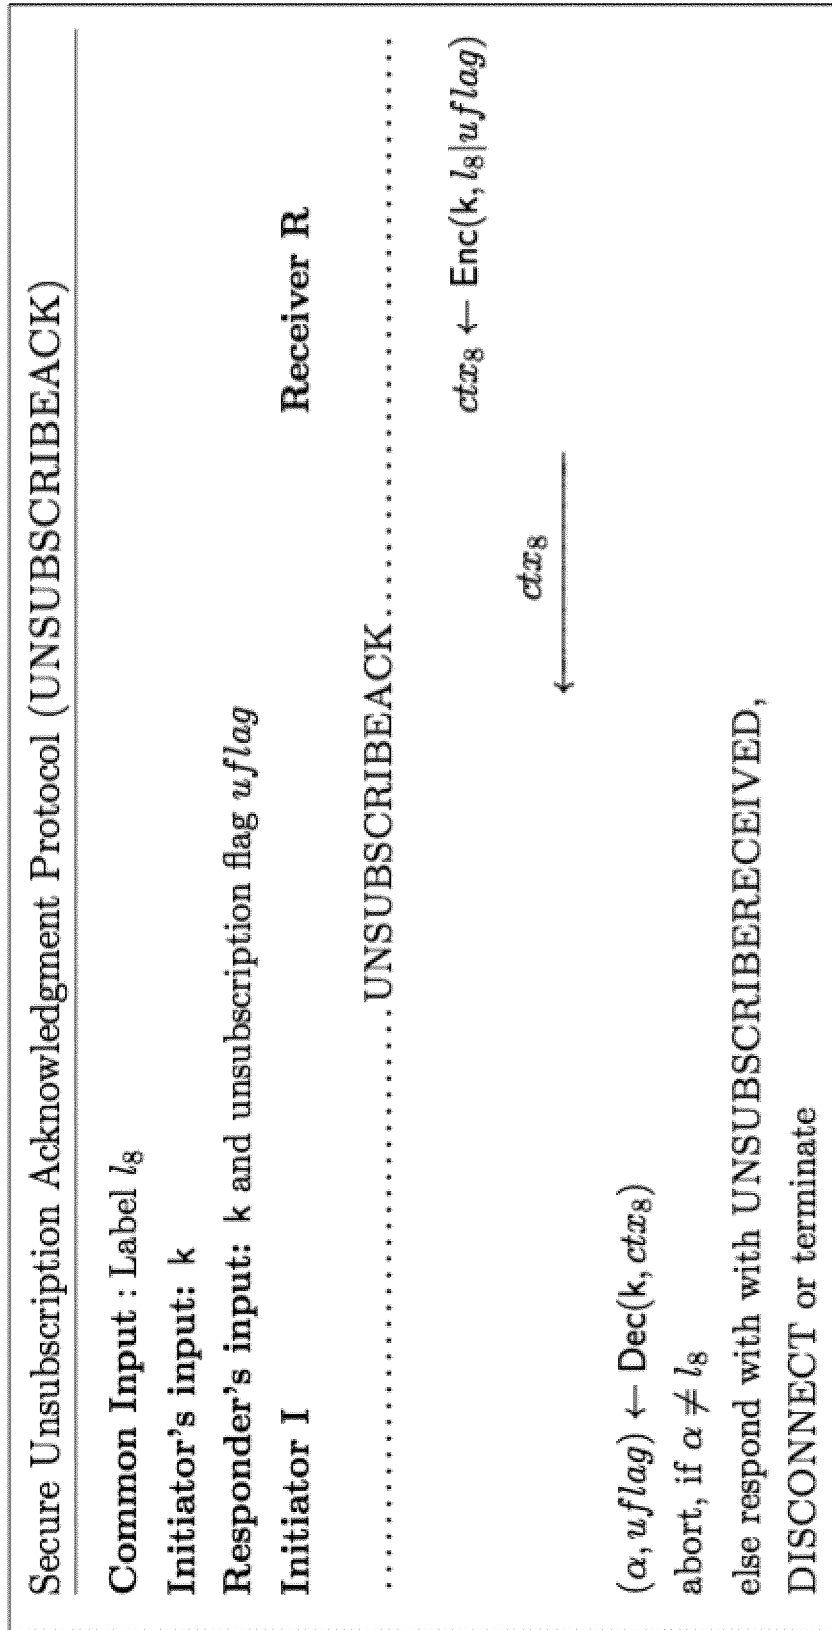 Secure Unsubscription Acknowledgment Protocol (UNSUBSCRIBEACK)
Common Input : Label l₈
Initiator's input: k
Responder's input: k and unsubscription flag uflag
Initiator I Receiver R
........................................UNSUBSCRIBEACK........................................
ctx₈ ← Enc(k, l₈|uflag)
ctx₈
(α, uflag) ← Dec(k, ctx₈)
abort, if α ≠ l₈
else respond with with UNSUBSCRIBERECEIVED,
DISCONNECT or terminate